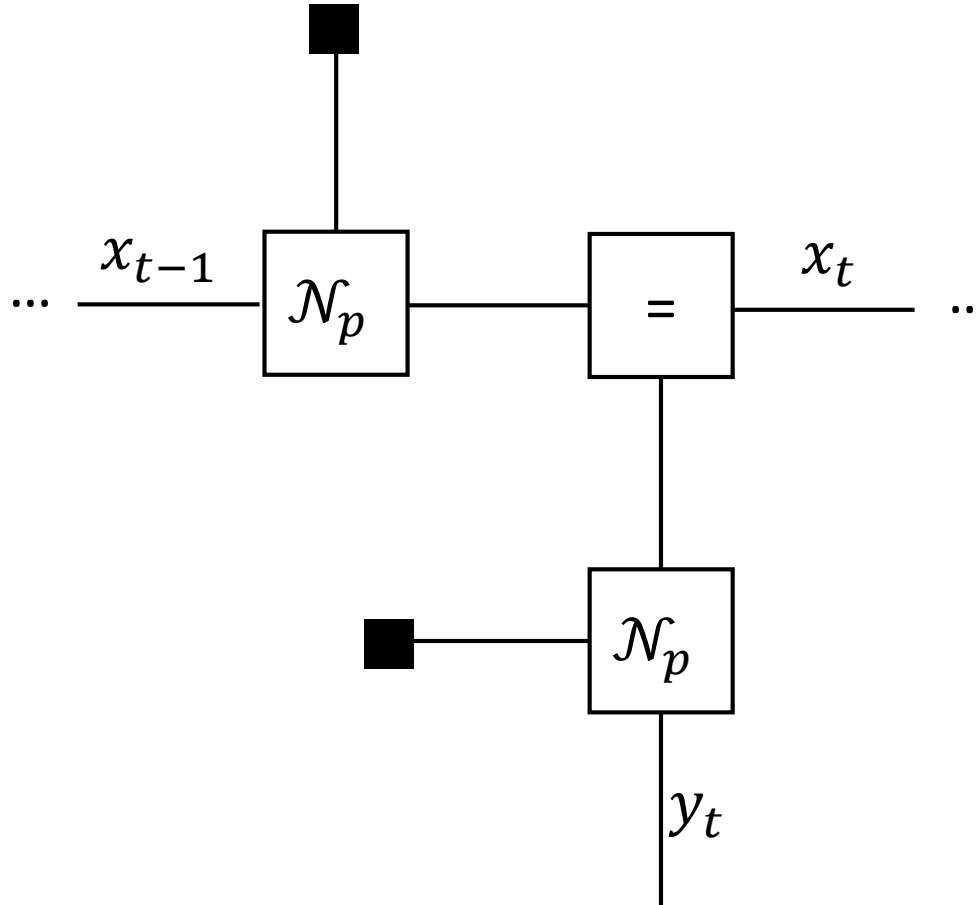 x_{t-1}
x_t
... 𝒩_p = ..
𝒩_p
y_t